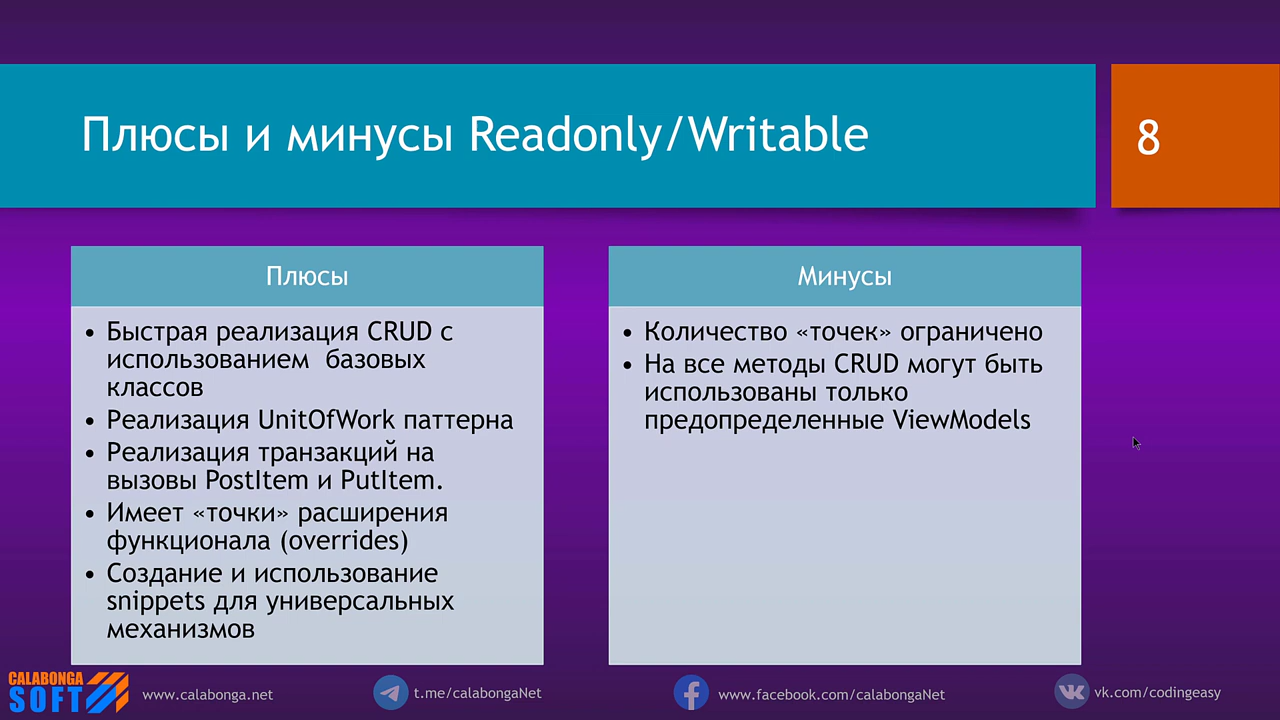 Плюсы и минусы Readonly/Writable
8
Плюсы
• Быстрая реализация CRUD с
использованием базовых
классов
• Реализация UnitOfWork паттерна
• Реализация транзакций на
вызовы PostItem и PutItem.
• Имеет «точки» расширения
функционала (overrides)
• Создание и использование
snippets для универсальных
механизмов
Минусы
• Количество «точек» ограничено
• На все методы CRUD могут быть
использованы только
предопределенные ViewModels
CALABONGA
SOFT
www.calabonga.net
t.me/calabongaNet
www.facebook.com/calabongaNet
vk.com/codingeasy